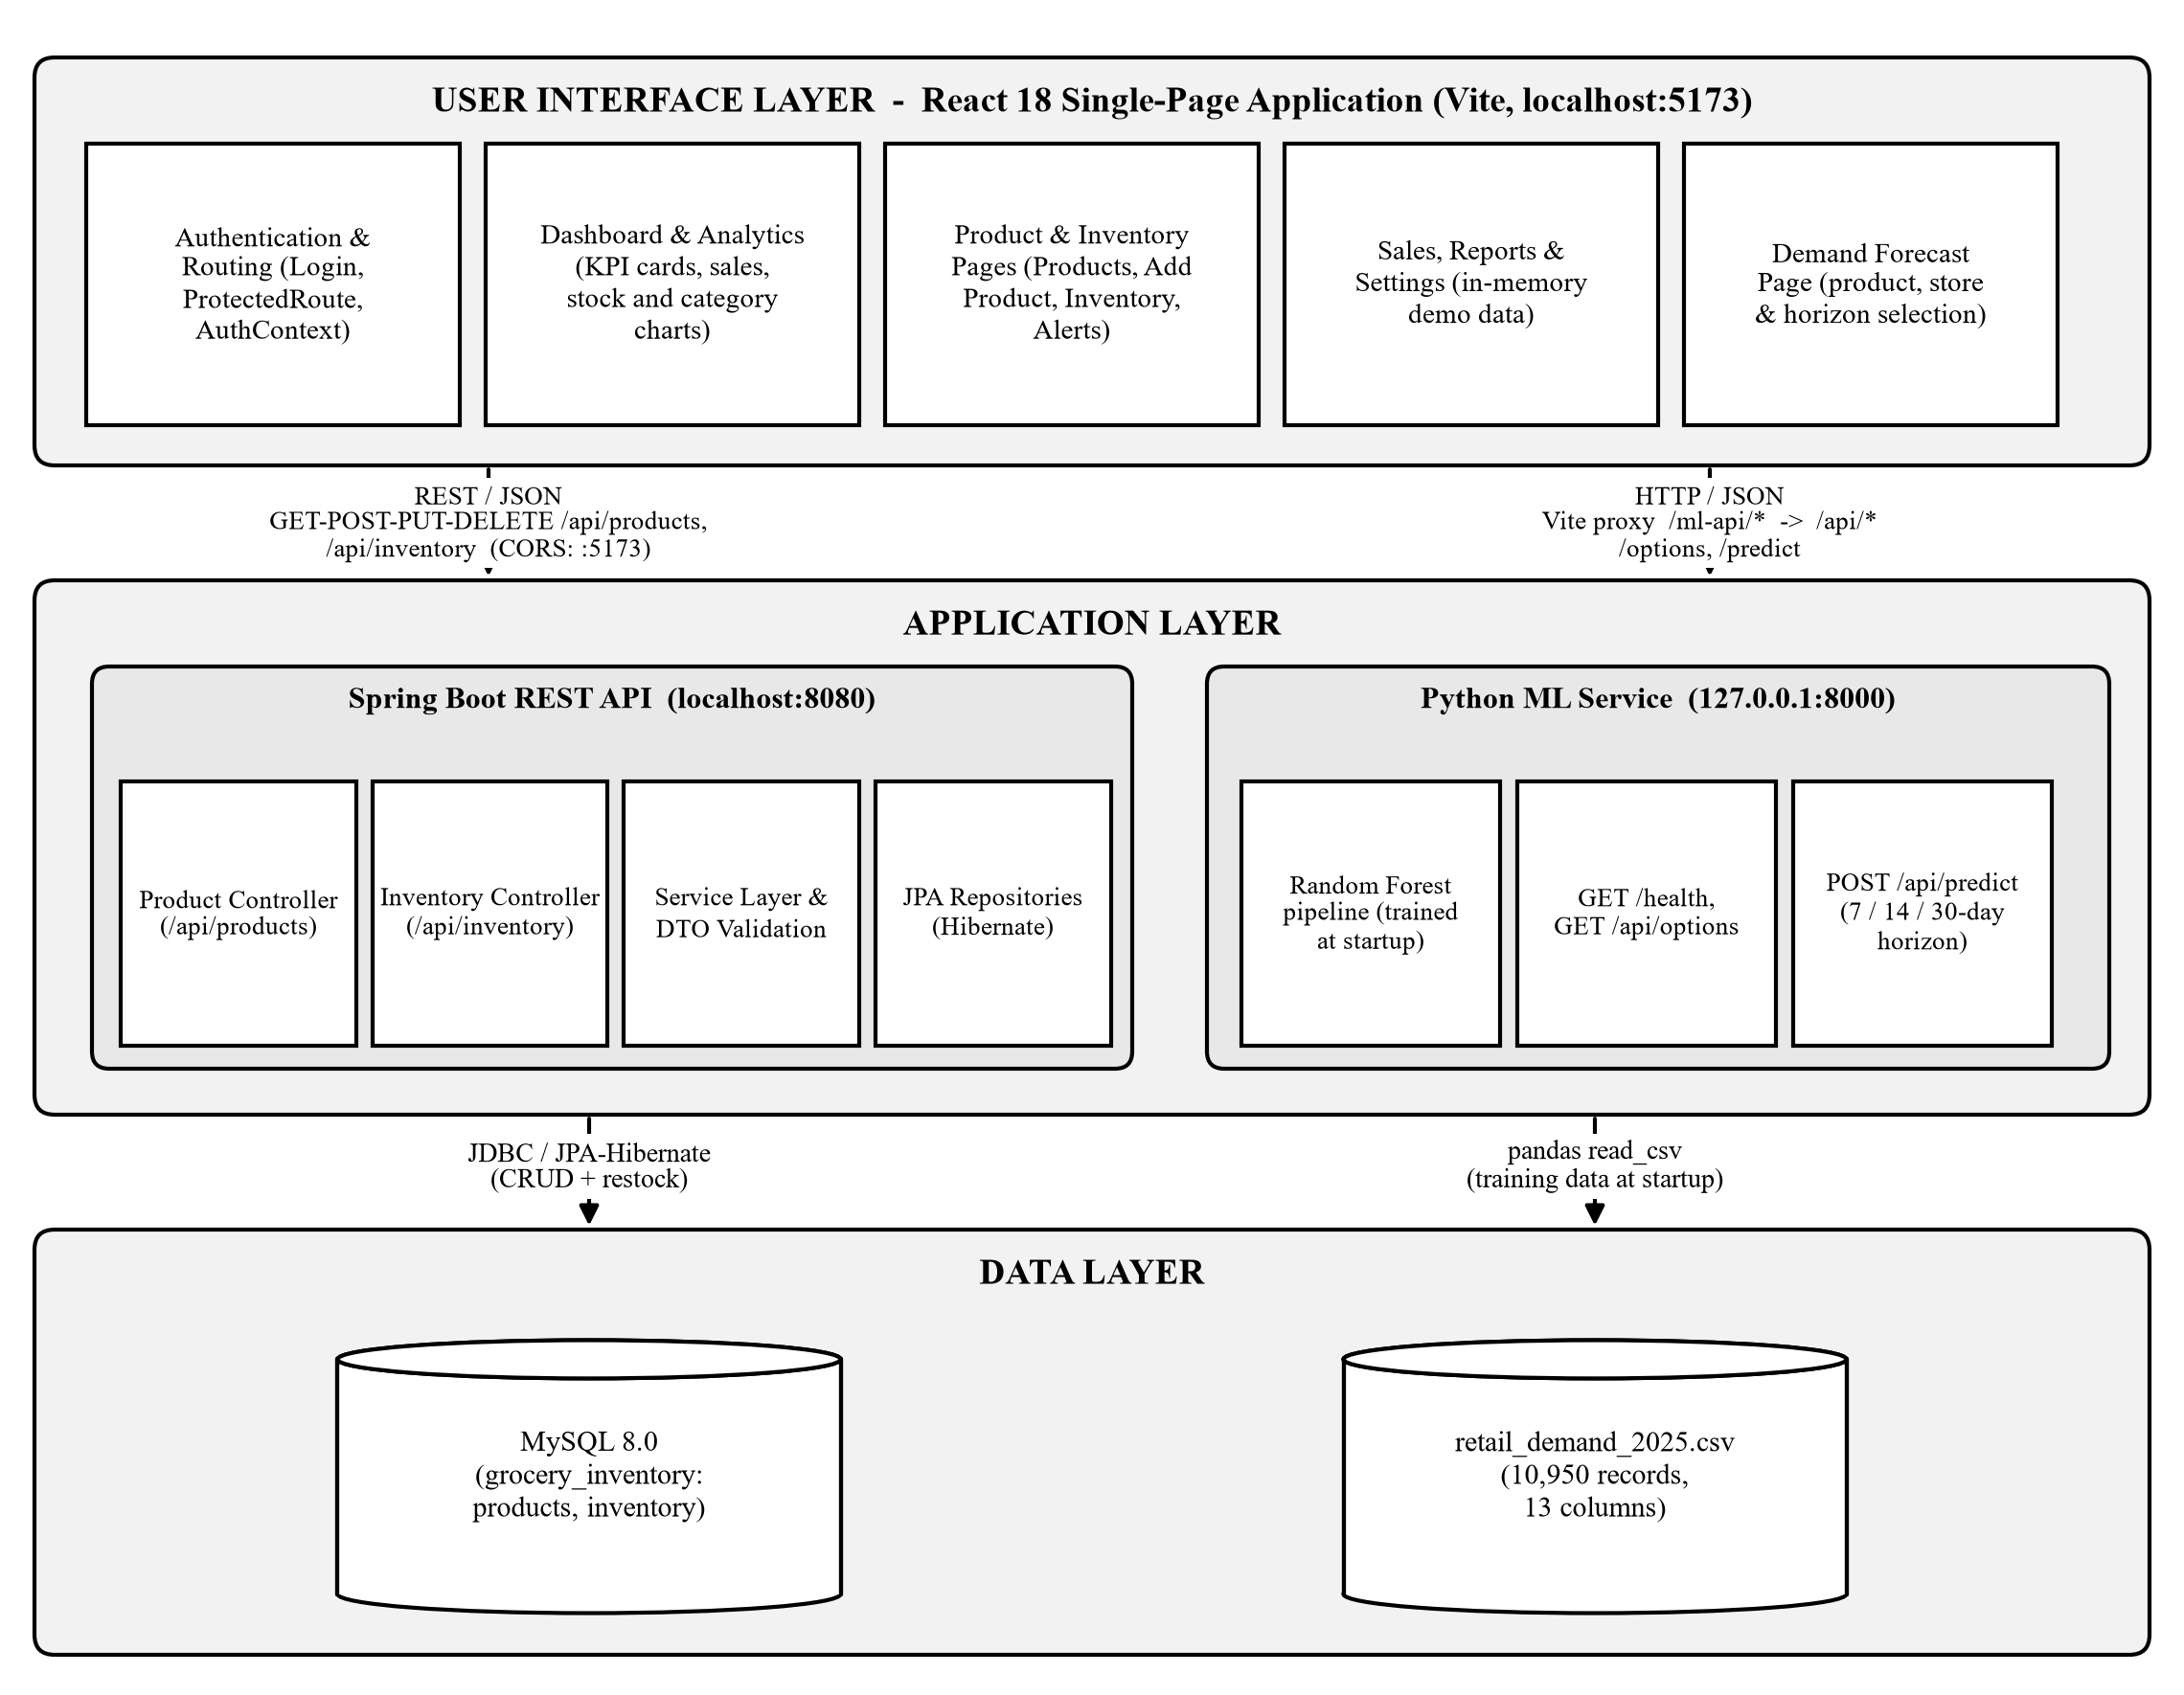 USER INTERFACE LAYER - React 18 Single-Page Application (Vite, localhost:5173)
Authentication &
Routing (Login,
ProtectedRoute,
AuthContext)
Dashboard & Analytics
(KPI cards, sales,
stock and category
charts)
Product & Inventory
Pages (Products, Add
Product, Inventory,
Alerts)
Sales, Reports &
Settings (in-memory
demo data)
Demand Forecast
Page (product, store
& horizon selection)
REST / JSON
GET-POST-PUT-DELETE /api/products,
/api/inventory (CORS: :5173)
HTTP / JSON
Vite proxy /ml-api/* -> /api/*
/options, /predict
APPLICATION LAYER
Spring Boot REST API (localhost:8080)
Product Controller
(/api/products)
Inventory Controller
(/api/inventory)
Service Layer &
DTO Validation
JPA Repositories
(Hibernate)
Python ML Service (127.0.0.1:8000)
Random Forest
pipeline (trained
at startup)
GET /health,
GET /api/options
POST /api/predict
(7 / 14 / 30-day
horizon)
JDBC / JPA-Hibernate
(CRUD + restock)
pandas read_csv
(training data at startup)
DATA LAYER
MySQL 8.0
(grocery_inventory:
products, inventory)
retail_demand_2025.csv
(10,950 records,
13 columns)